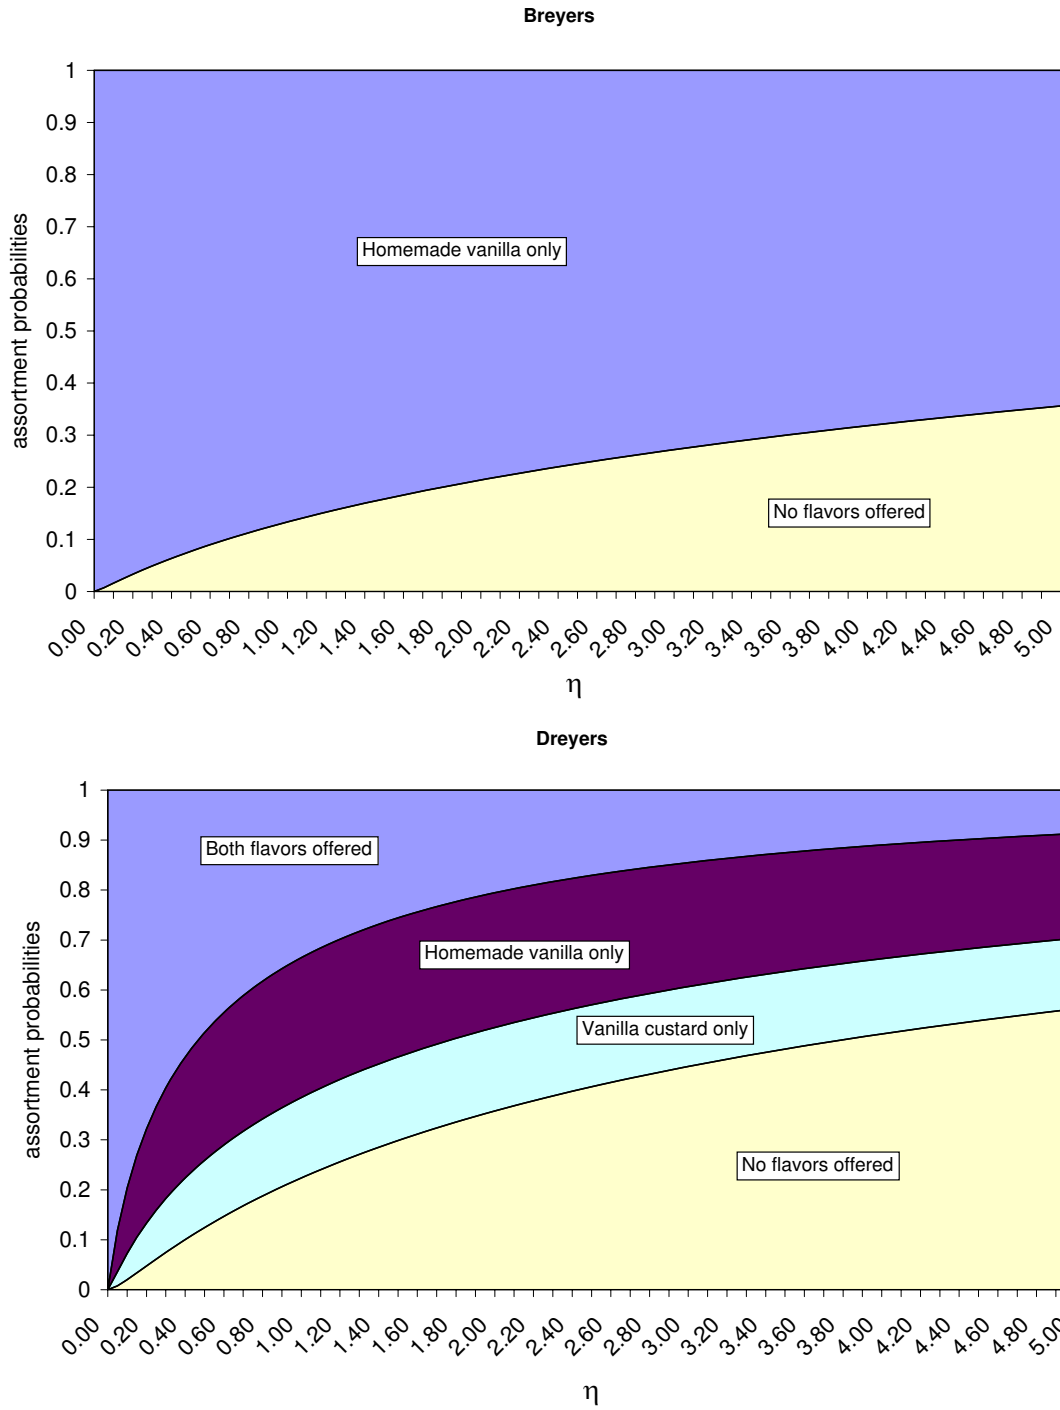 Breyers
1
0.9
0.8
0.7
0.6
0.5
0.4
0.3
0.2
0.1
0
assortment probabilities
Homemade vanilla only
No flavors offered
0.00 0.20 0.40 0.60 0.80 1.00 1.20 1.40 1.60 1.80 2.00 2.20 2.40 2.60 2.80 3.00 3.20 3.40 3.60 3.80 4.00 4.20 4.40 4.60 4.80 5.00
η
Dreyers
1
0.9
0.8
0.7
0.6
0.5
0.4
0.3
0.2
0.1
0
assortment probabilities
Both flavors offered
Homemade vanilla only
Vanilla custard only
No flavors offered
0.00 0.20 0.40 0.60 0.80 1.00 1.20 1.40 1.60 1.80 2.00 2.20 2.40 2.60 2.80 3.00 3.20 3.40 3.60 3.80 4.00 4.20 4.40 4.60 4.80 5.00
η